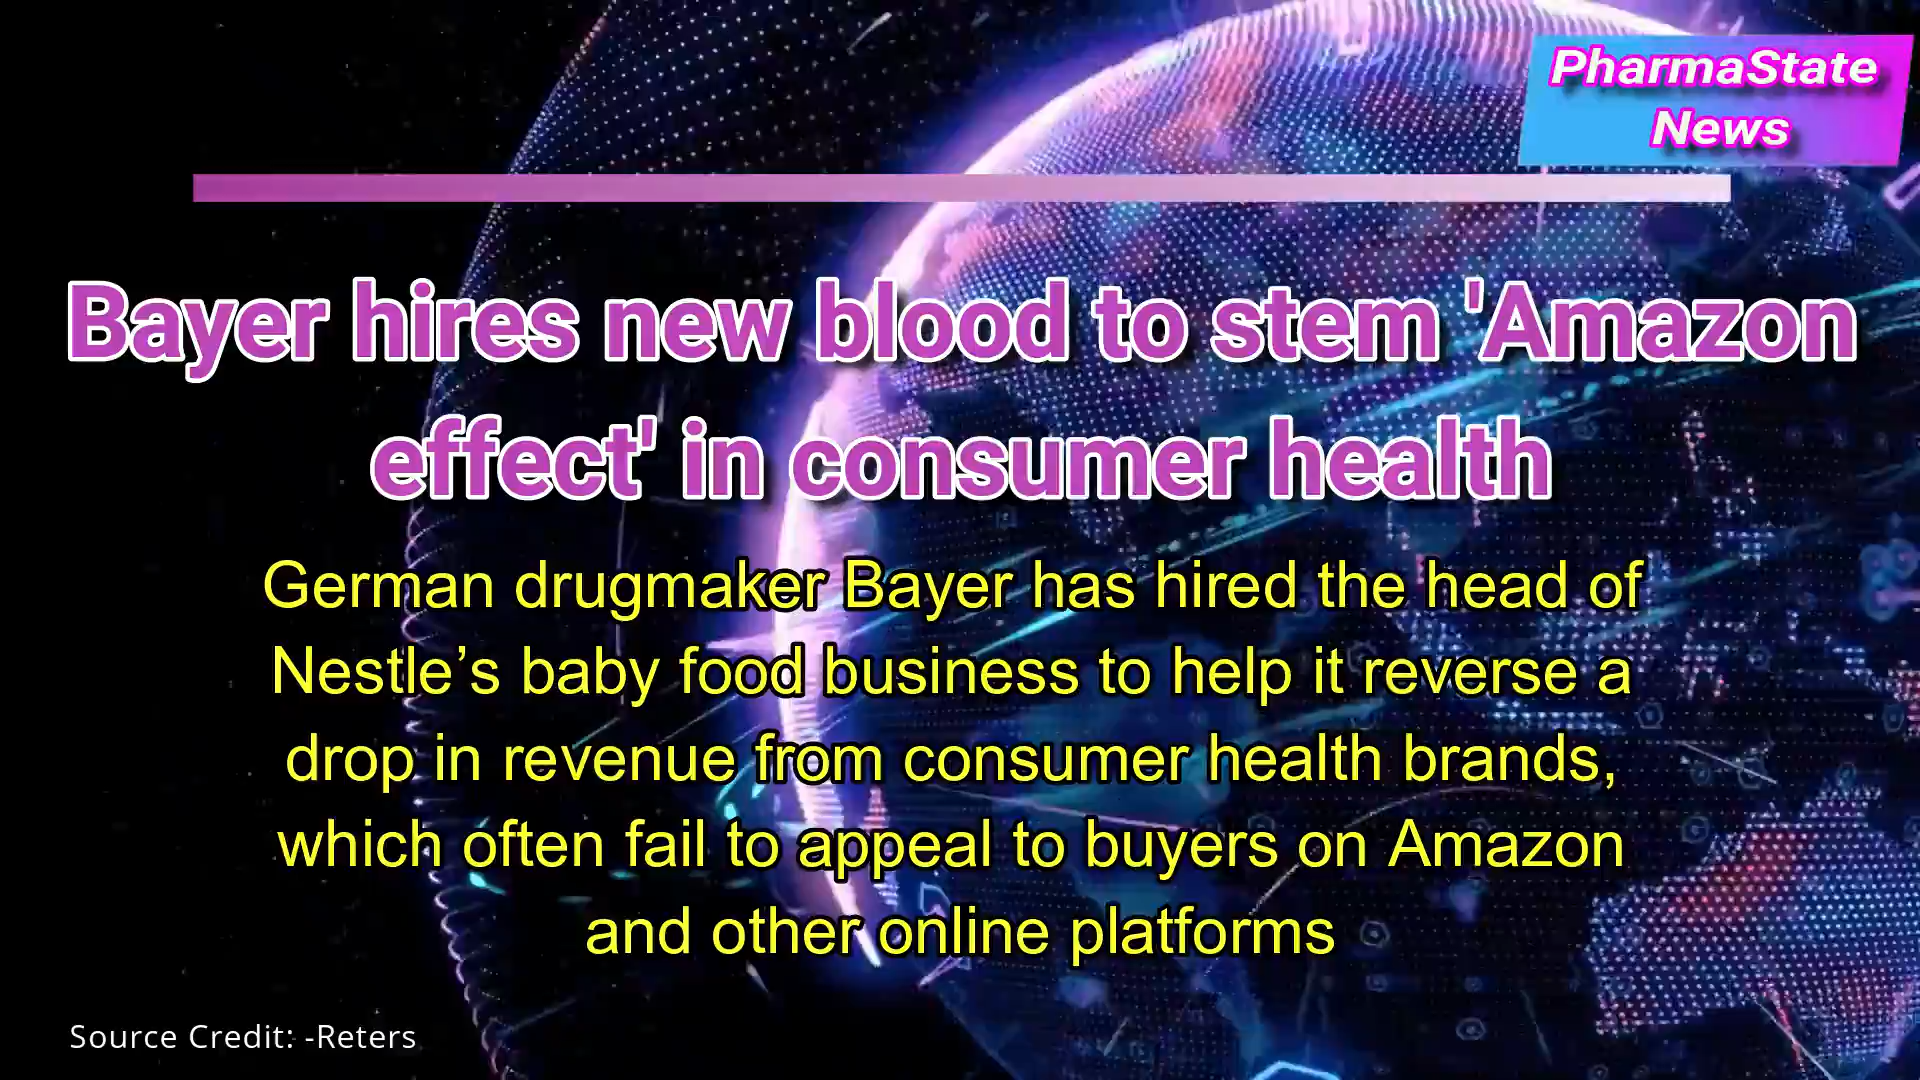 PharmaState
News
Bayer hires new blood to stem 'Amazon
effect' in consumer health
German drugmaker Bayer has hired the head of
Nestle’s baby food business to help it reverse a
drop in revenue from consumer health brands,
which often fail to appeal to buyers on Amazon
and other online platforms
Source Credit: -Reters